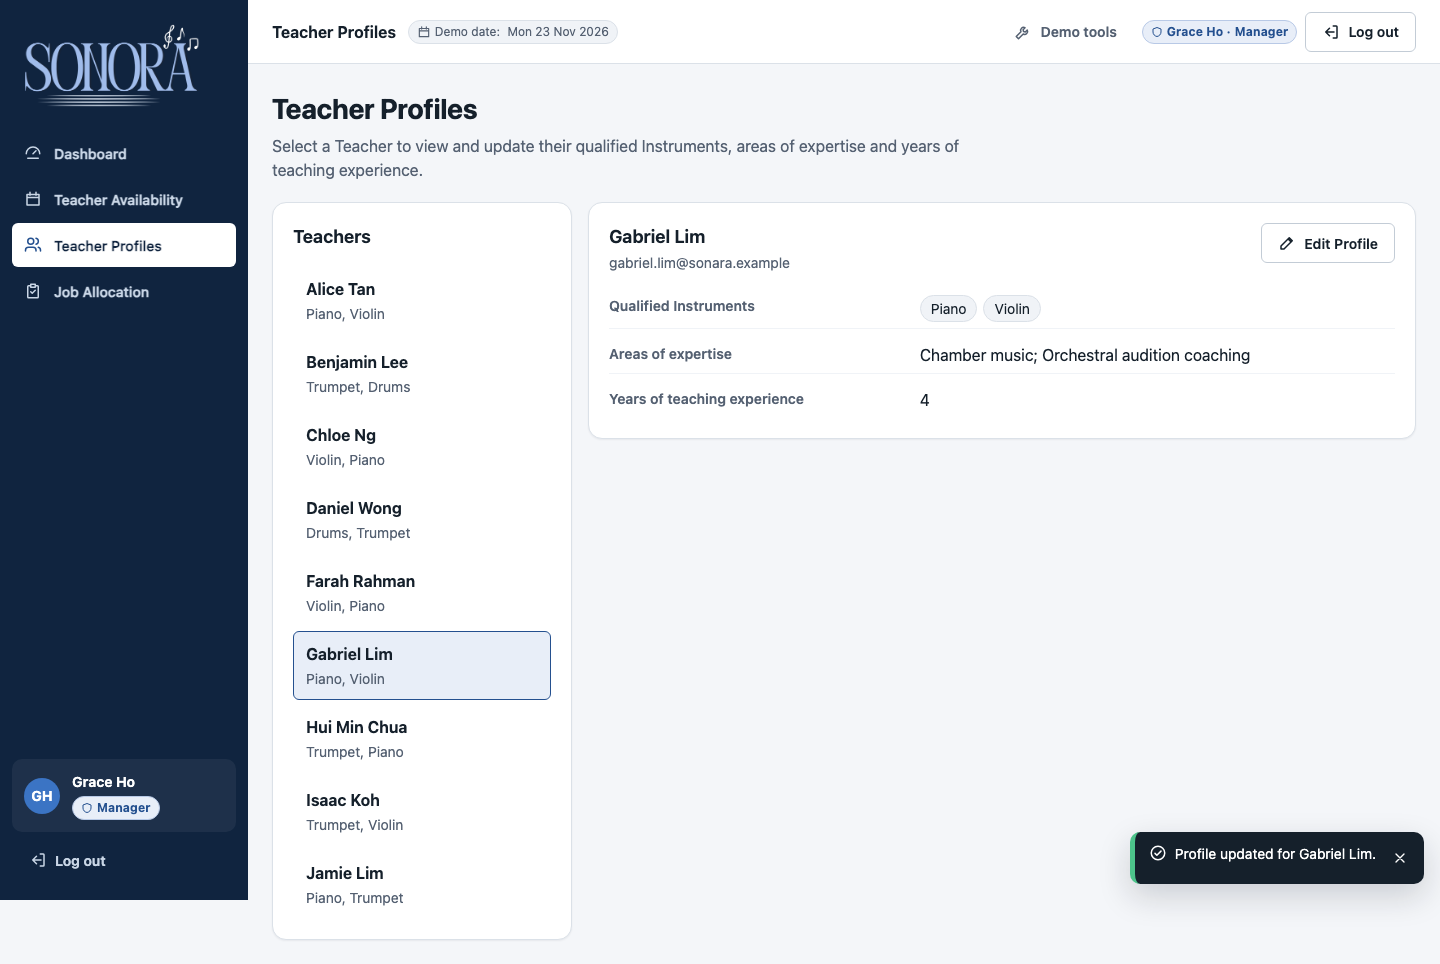 SONORA
Dashboard
Teacher Availability
Teacher Profiles
Job Allocation
GH
Grace Ho
Manager
Log out
Teacher Profiles
Demo date: Mon 23 Nov 2026
Demo tools
Grace Ho · Manager
Log out
Teacher Profiles
Select a Teacher to view and update their qualified Instruments, areas of expertise and years of
teaching experience.
Teachers
Alice Tan
Piano, Violin
Benjamin Lee
Trumpet, Drums
Chloe Ng
Violin, Piano
Daniel Wong
Drums, Trumpet
Farah Rahman
Violin, Piano
Gabriel Lim
Piano, Violin
Hui Min Chua
Trumpet, Piano
Isaac Koh
Trumpet, Violin
Jamie Lim
Piano, Trumpet
Gabriel Lim
gabriel.lim@sonara.example
Edit Profile
Qualified Instruments
Piano Violin
Areas of expertise
Chamber music; Orchestral audition coaching
Years of teaching experience
4
Profile updated for Gabriel Lim.